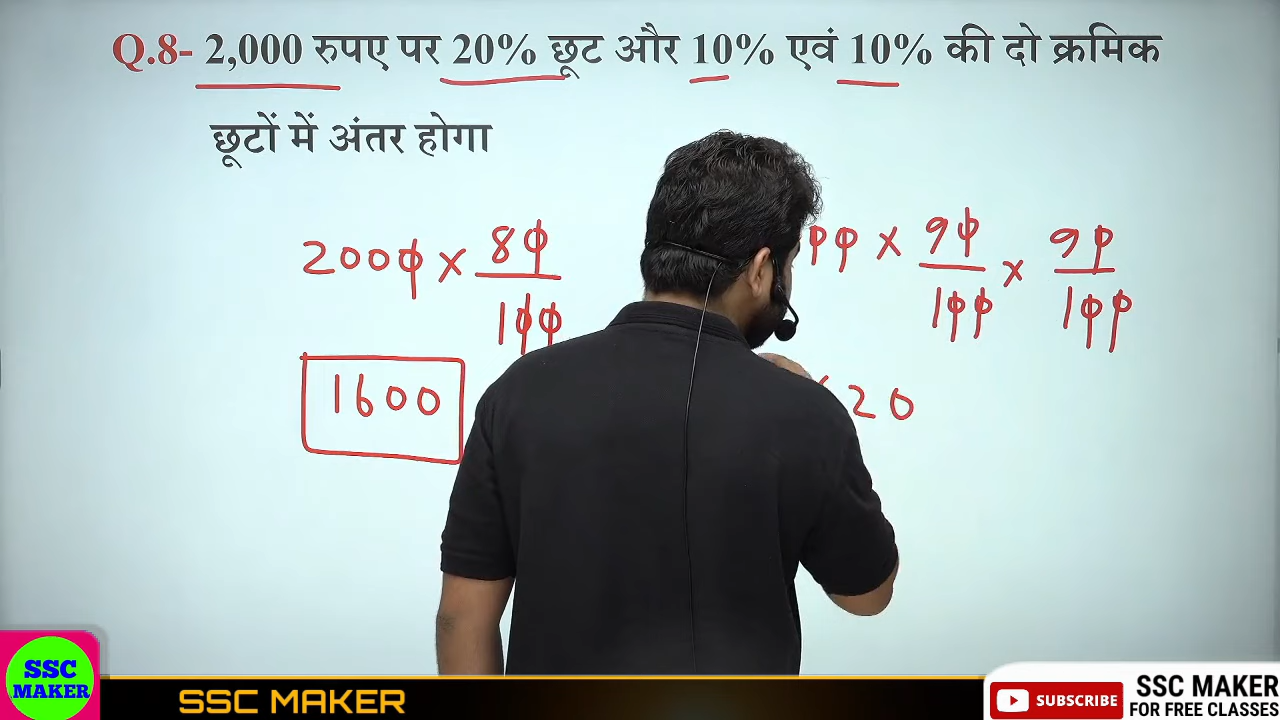 Q.8- 2,000 रुपए पर 20% छूट और 10% एवं 10% की दो क्रमिक
छूटों में अंतर होगा
2000 × 80/100
00 × 90/100 × 90/100
1600
20
SSC MAKER
SSC MAKER
SUBSCRIBE
SSC MAKER
FOR FREE CLASSES